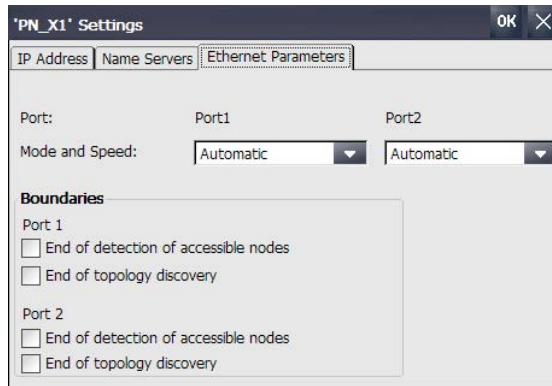 'PN_X1' Settings OK
IP Address Name Servers Ethernet Parameters
Port: Port1 Port2
Mode and Speed: Automatic Automatic
Boundaries
Port 1
End of detection of accessible nodes
End of topology discovery
Port 2
End of detection of accessible nodes
End of topology discovery